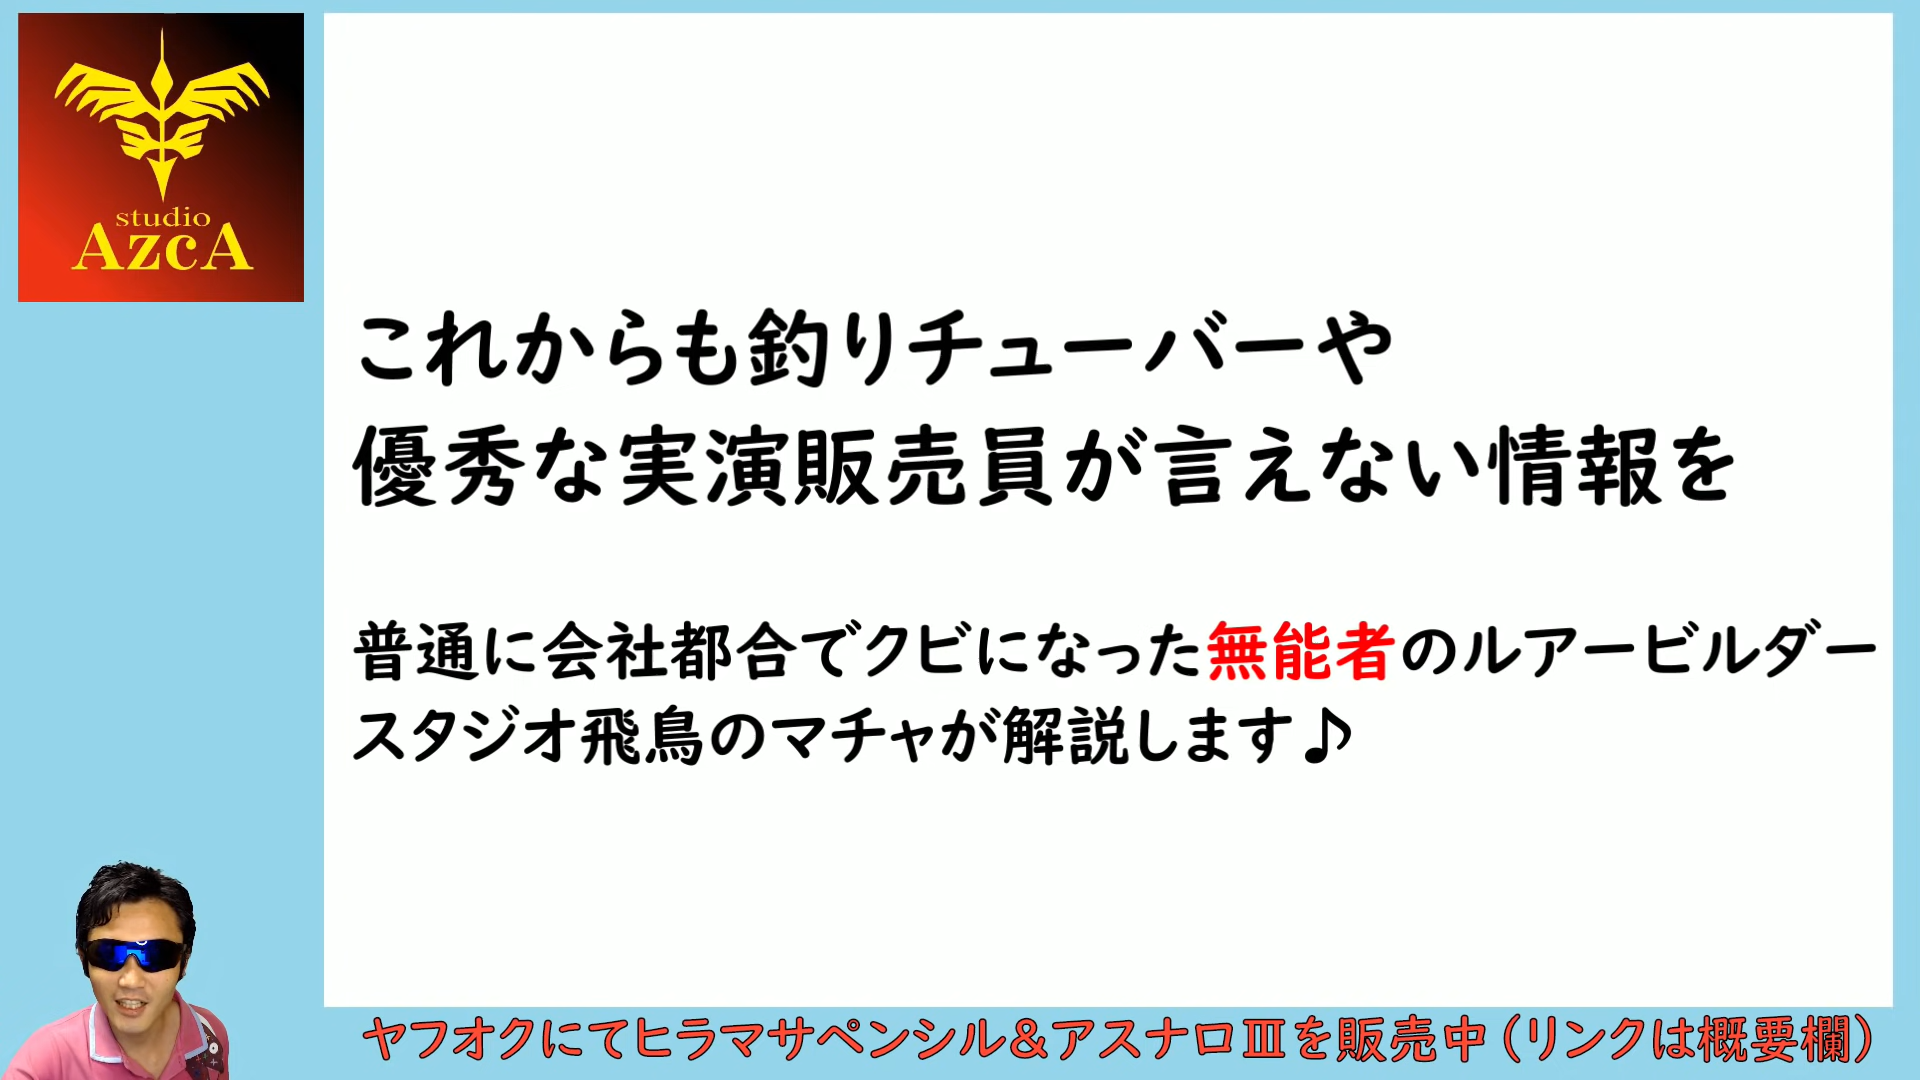 studio
AzcA
これからも釣りチューバーや
優秀な実演販売員が言えない情報を
普通に会社都合でクビになった無能者のルアービルダー
スタジオ飛鳥のマチャが解説します♪
ヤフオクにてヒラマサペンシル&アスナロⅢを販売中(リンクは概要欄)